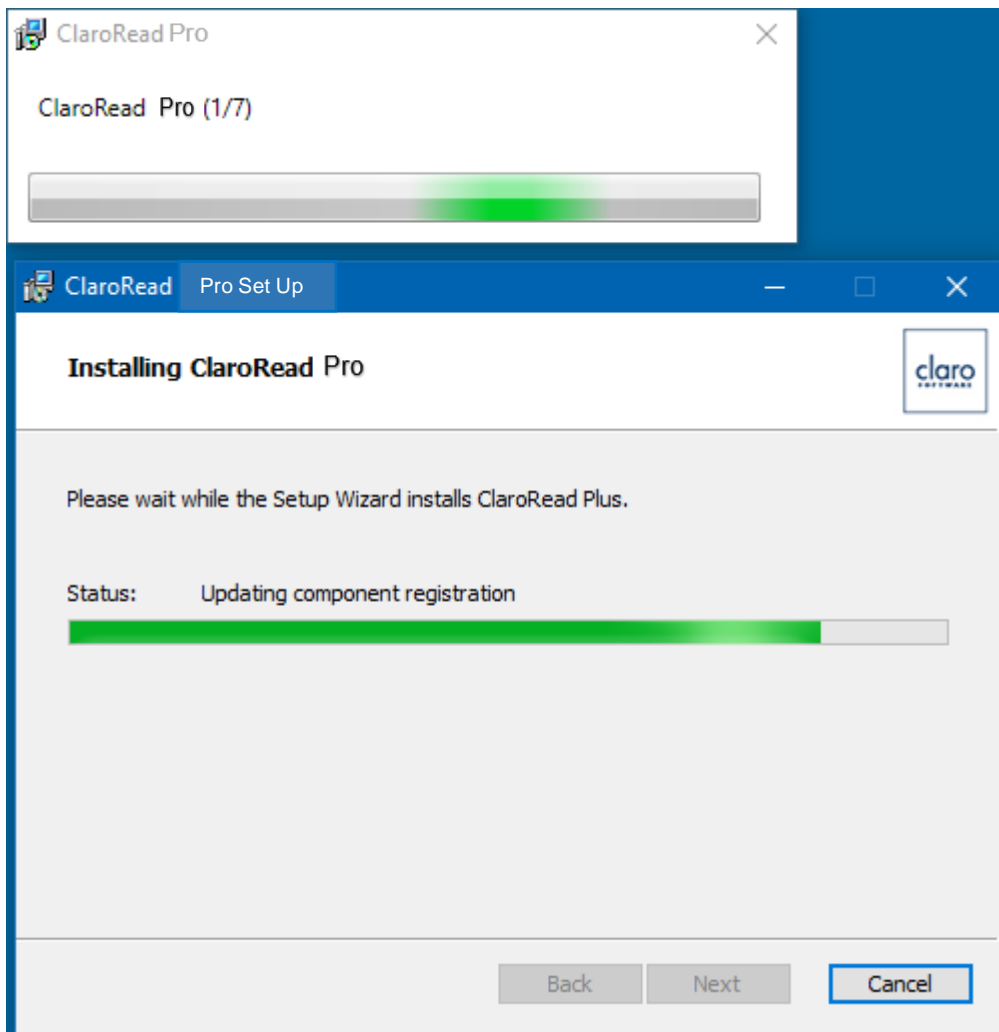 ClaroRead Pro
ClaroRead Pro (1/7)
ClaroRead Pro Set Up
Installing ClaroRead Pro
claro
SOFTWARE
Please wait while the Setup Wizard installs ClaroRead Plus.
Status: Updating component registration
Back Next Cancel